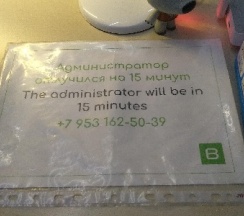 Администратор
отлучился на 15 минут
The administrator will be in
15 minutes
+7 953 162-50-39
B